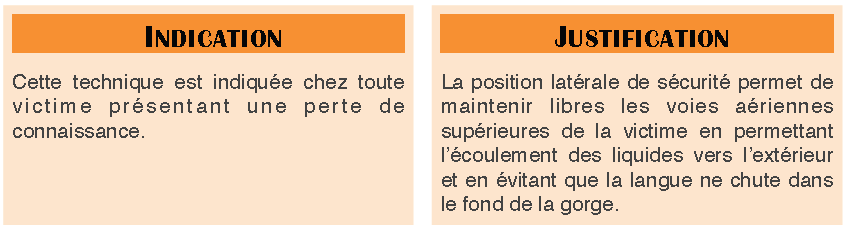 INDICATION
Cette technique est indiquée chez toute
victime présentant une perte de
connaissance.
JUSTIFICATION
La position latérale de sécurité permet de
maintenir libres les voies aériennes
supérieures de la victime en permettant
l'écoulement des liquides vers l'extérieur
et en évitant que la langue ne chute dans
le fond de la gorge.